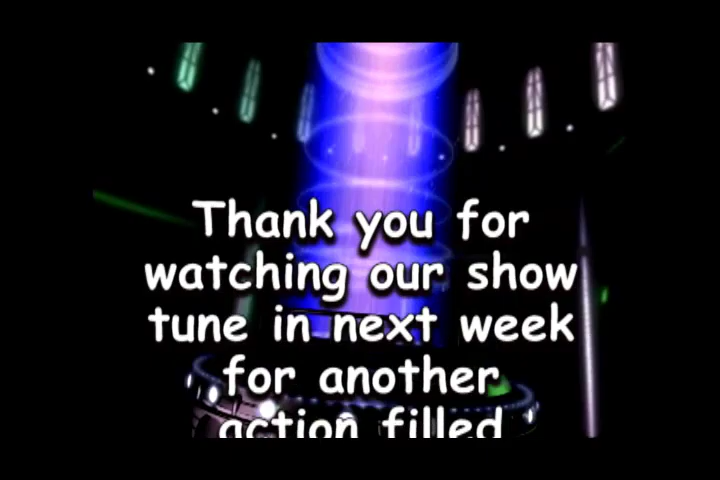 Thank you for
watching our show
tune in next week
for another
action filled